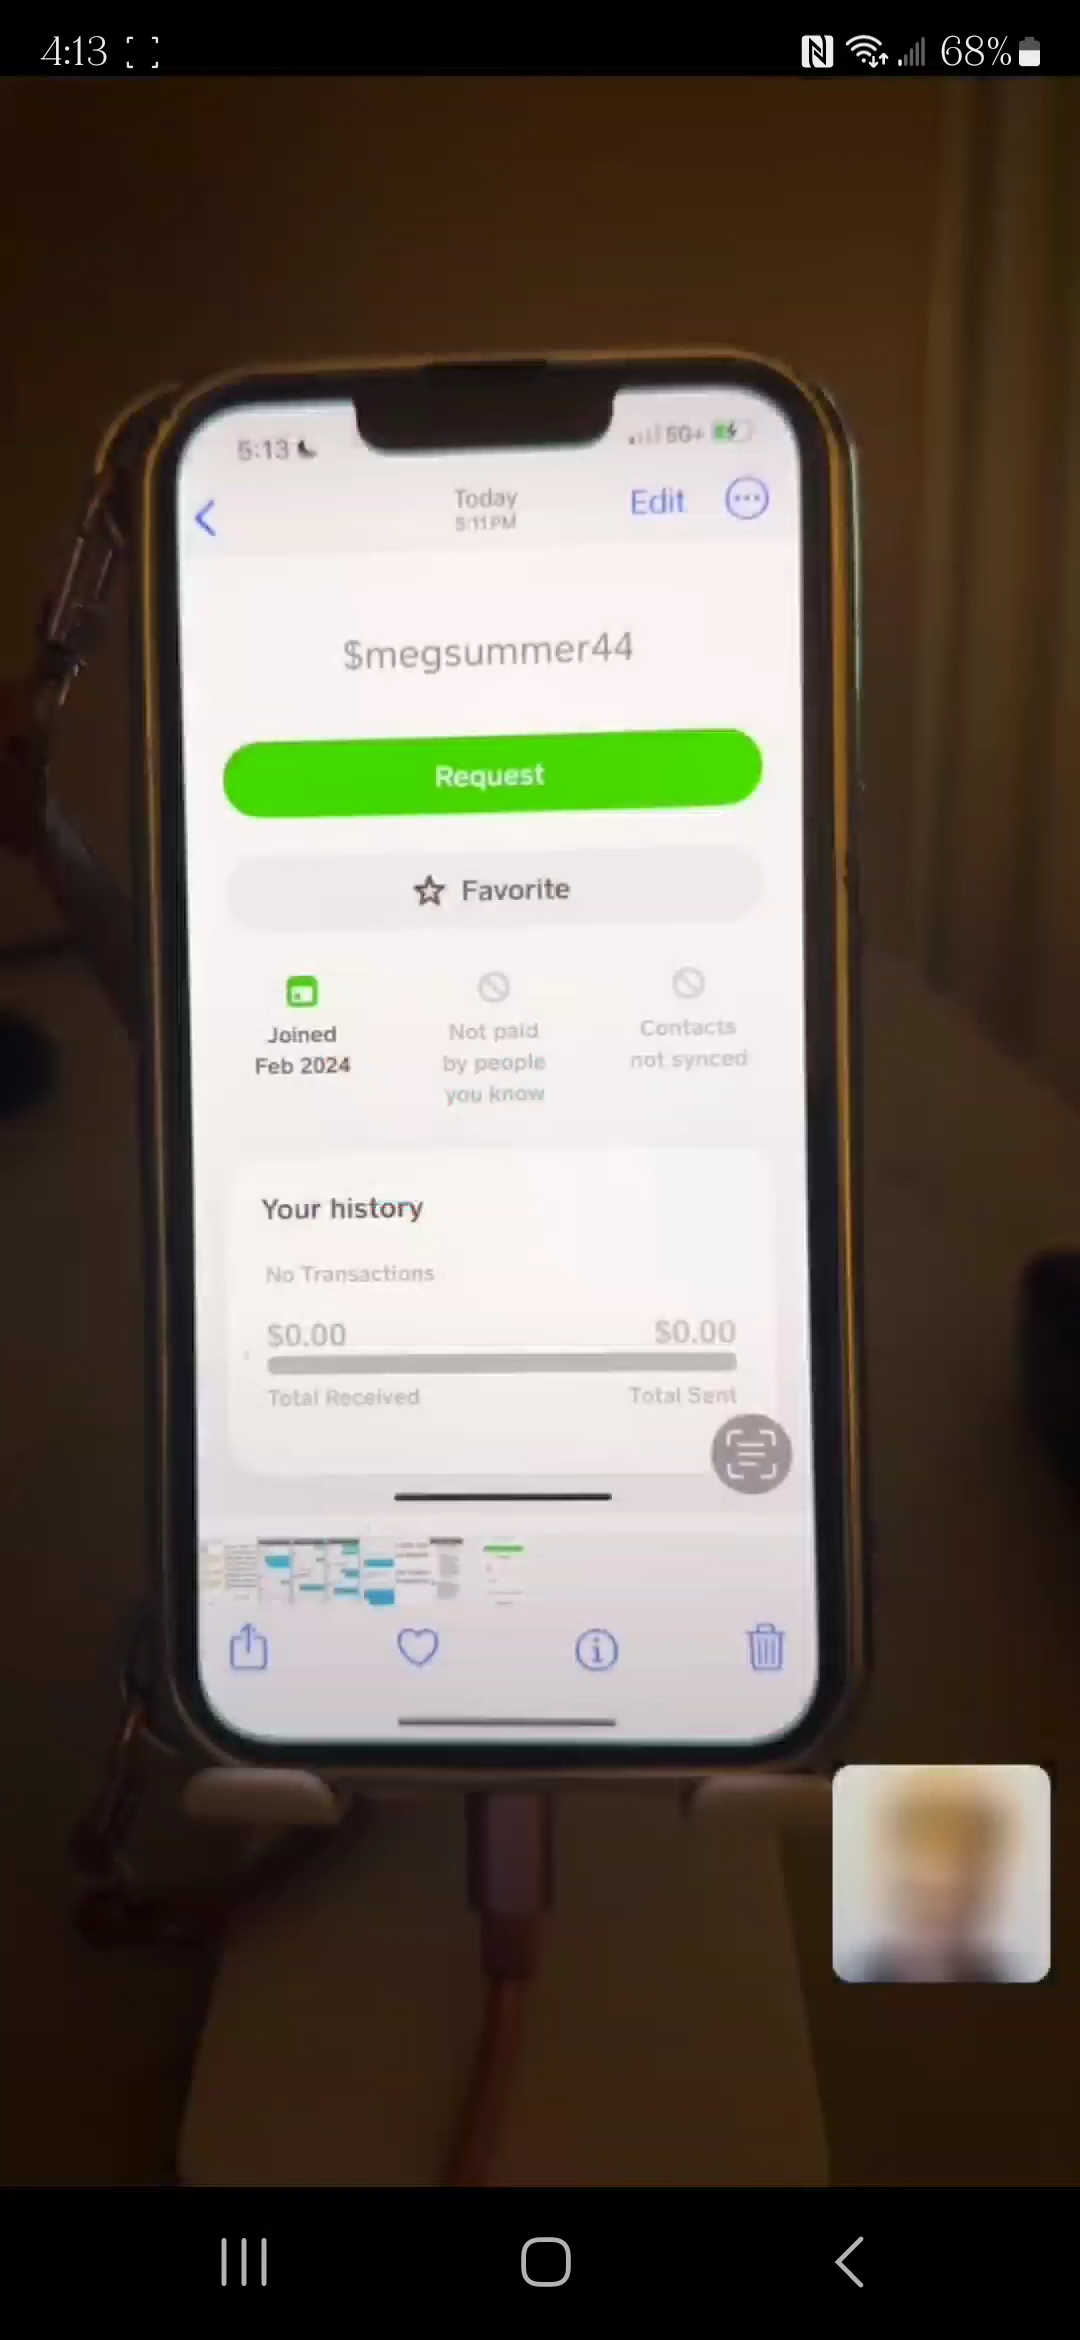 4:13
68%
5:13
5G+
Today
5:11 PM
Edit
$megsummer44
Request
Favorite
Joined
Feb 2024
Not paid
by people
you know
Contacts
not synced
Your history
No Transactions
$0.00
$0.00
Total Received
Total Sent